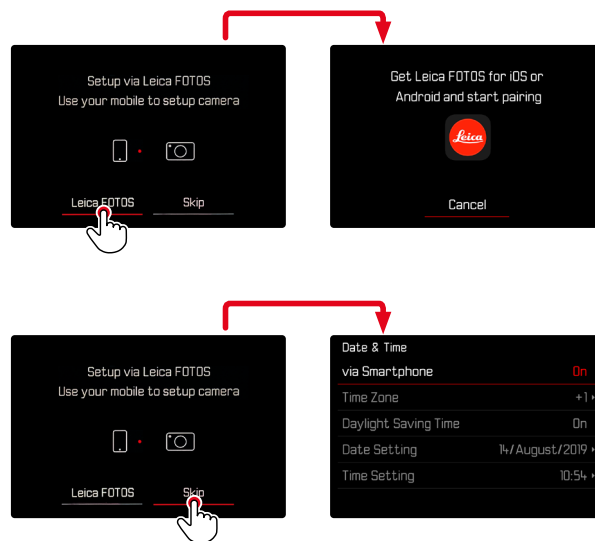 Setup via Leica FOTOS
Use your mobile to setup camera
Leica FOTOS Skip
Get Leica FOTOS for iOS or
Android and start pairing
Leica
Cancel
Setup via Leica FOTOS
Use your mobile to setup camera
Leica FOTOS Skip
Date & Time
via Smartphone On
Time Zone +1
Daylight Saving Time On
Date Setting 14/August/2019
Time Setting 10:54